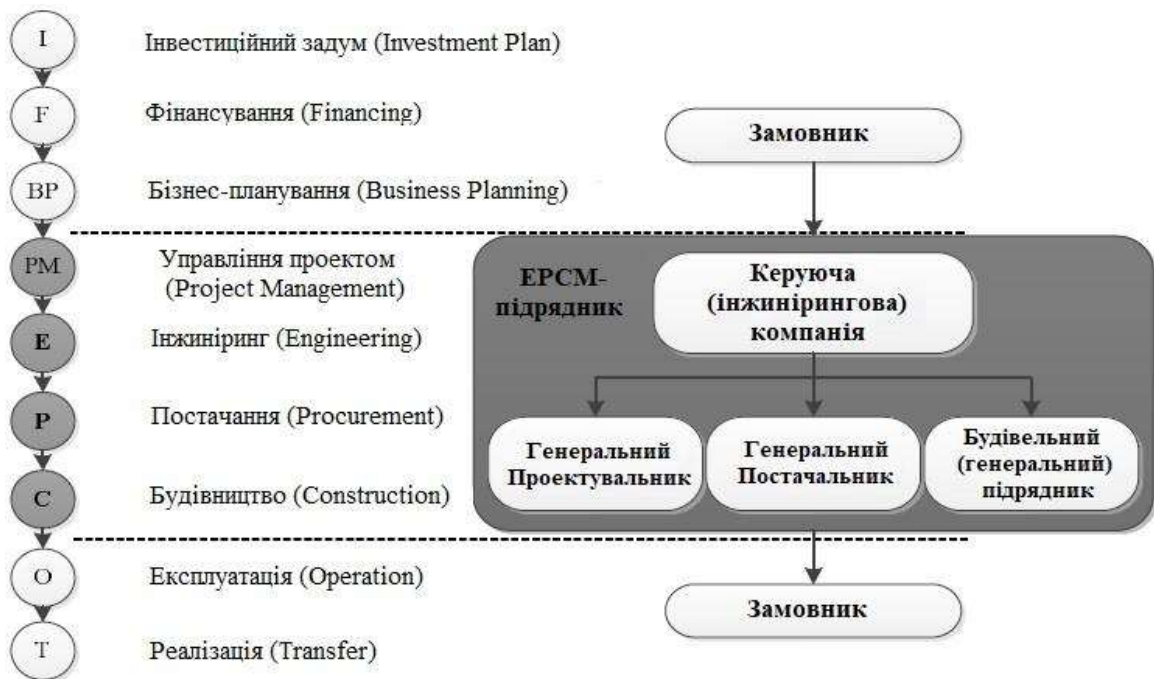 I
Інвестиційний задум (Investment Plan)
F
Фінансування (Financing)
BP
Бізнес-планування (Business Planning)
PM
Управління проектом
(Project Management)
E
Інжиніринг (Engineering)
P
Постачання (Procurement)
C
Будівництво (Construction)
O
Експлуатація (Operation)
T
Реалізація (Transfer)
Замовник
EPCM-
підрядник
Керуюча
(інжинірингова)
компанія
Генеральний
Проектувальник
Генеральний
Постачальник
Будівельний
(генеральний)
підрядник
Замовник